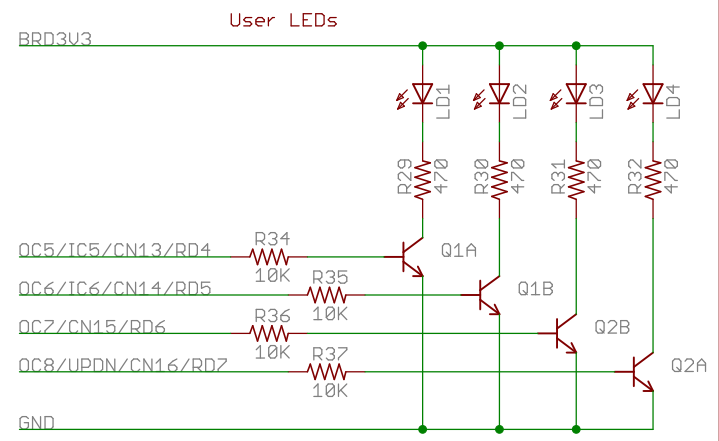 User LEDs
BRD3V3
LD1
LD2
LD3
LD4
R29
470
R30
470
R31
470
R32
470
OC5/IC5/CN13/RD4
R34
10K
Q1A
OC6/IC6/CN14/RD5
R35
10K
Q1B
OC7/CN15/RD6
R36
10K
Q2B
OC8/UPDN/CN16/RD7
R37
10K
Q2A
GND